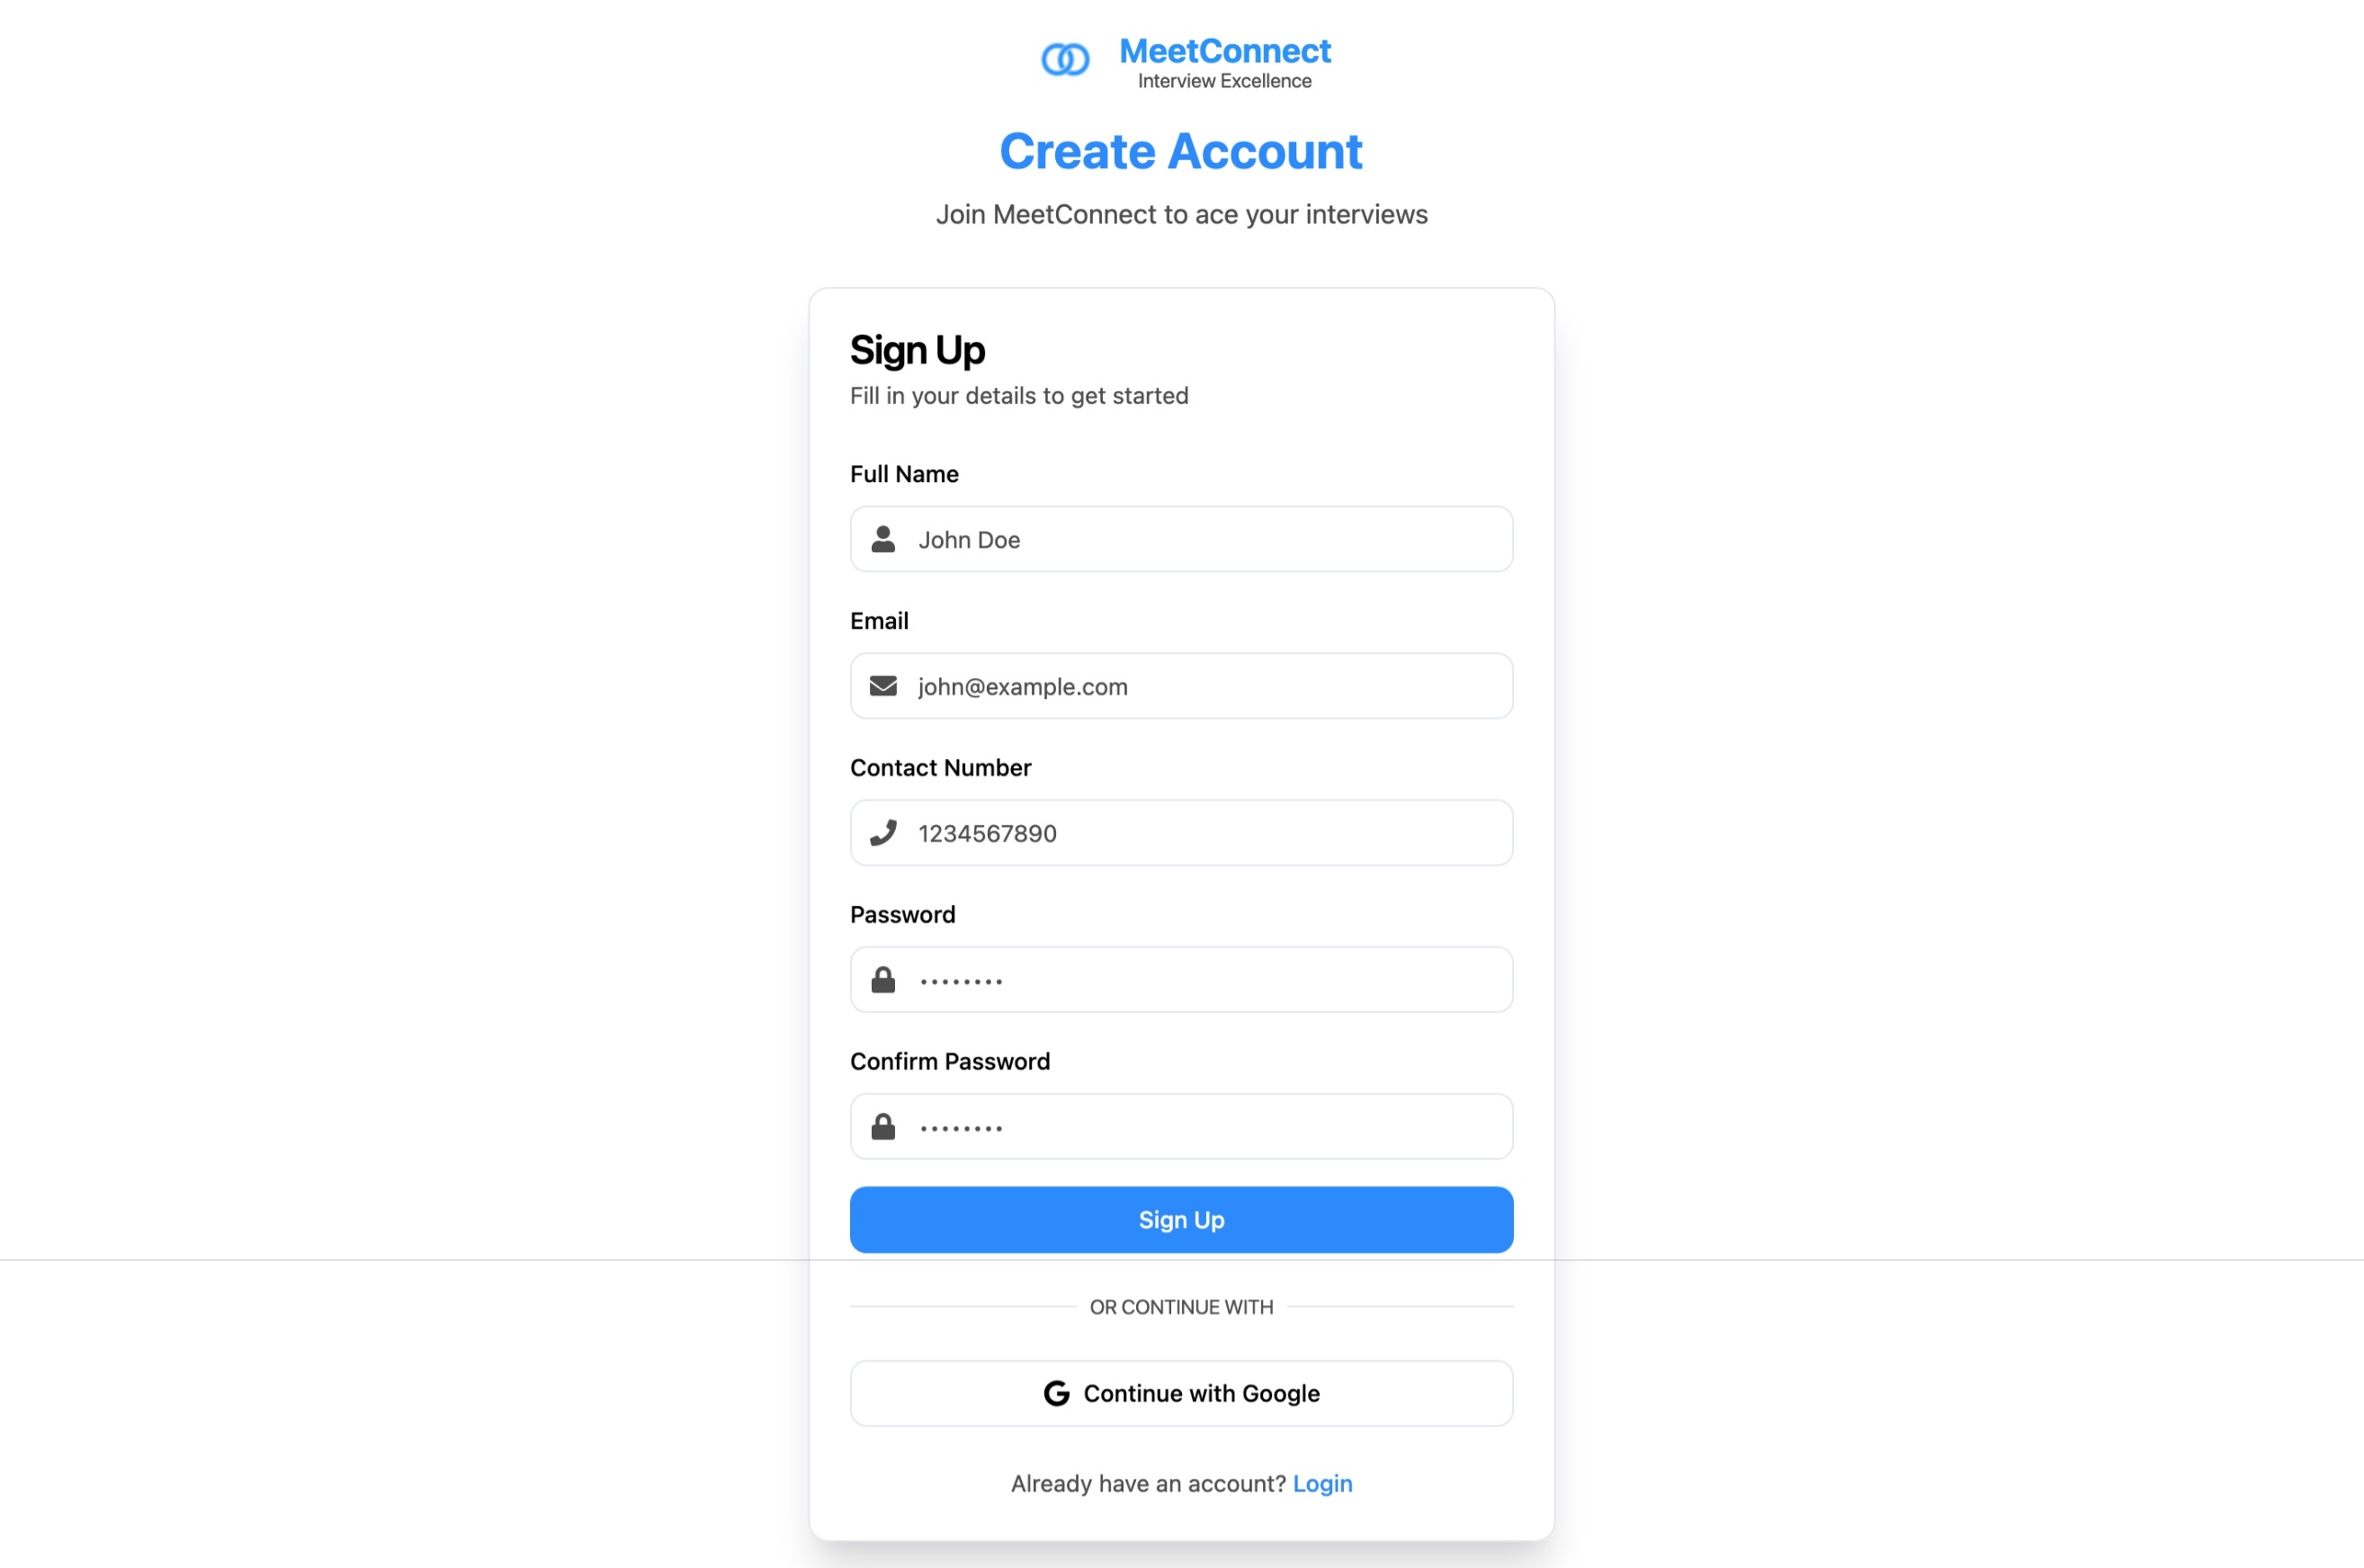 MeetConnect
Interview Excellence
Create Account
Join MeetConnect to ace your interviews
Sign Up
Fill in your details to get started
Full Name
John Doe
Email
john@example.com
Contact Number
1234567890
Password
••••••••
Confirm Password
••••••••
Sign Up
OR CONTINUE WITH
Continue with Google
Already have an account? Login